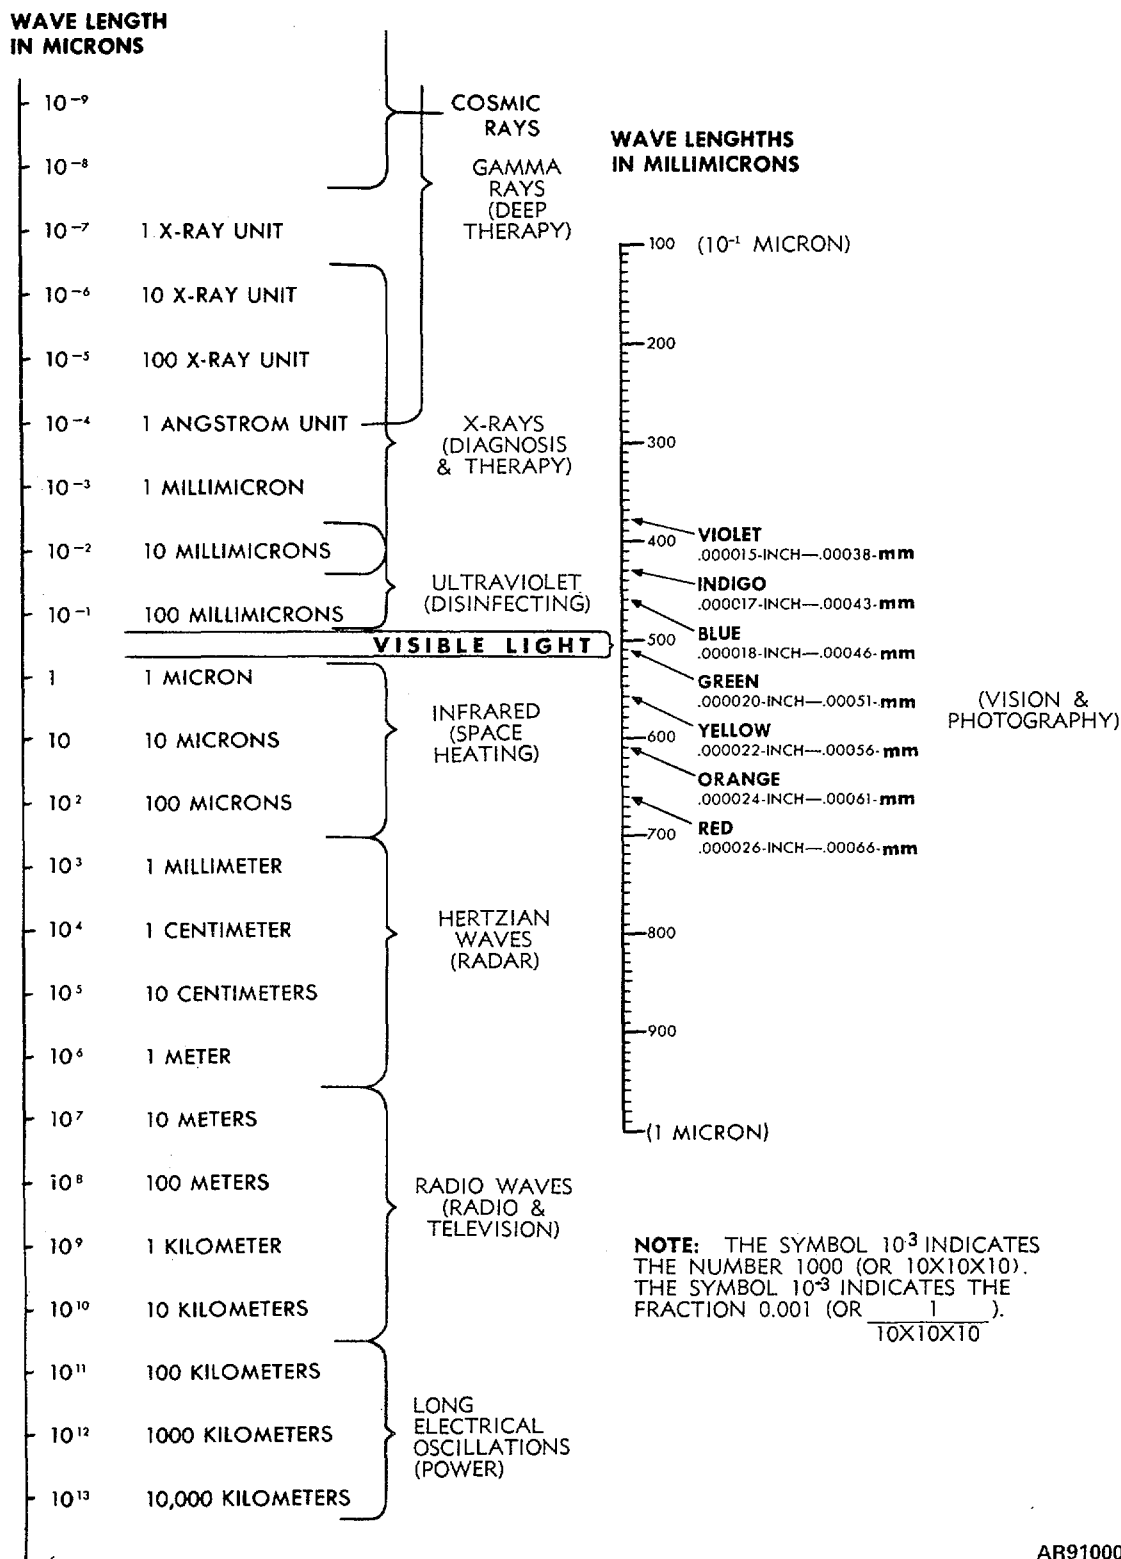 WAVE LENGTH
IN MICRONS
10⁻⁹
10⁻⁸
10⁻⁷ 1 X-RAY UNIT
10⁻⁶ 10 X-RAY UNIT
10⁻⁵ 100 X-RAY UNIT
10⁻⁴ 1 ANGSTROM UNIT
10⁻³ 1 MILLIMICRON
10⁻² 10 MILLIMICRONS
10⁻¹ 100 MILLIMICRONS
VISIBLE LIGHT
1 1 MICRON
10 10 MICRONS
10² 100 MICRONS
10³ 1 MILLIMETER
10⁴ 1 CENTIMETER
10⁵ 10 CENTIMETERS
10⁶ 1 METER
10⁷ 10 METERS
10⁸ 100 METERS
10⁹ 1 KILOMETER
10¹⁰ 10 KILOMETERS
10¹¹ 100 KILOMETERS
10¹² 1000 KILOMETERS
10¹³ 10,000 KILOMETERS
COSMIC
RAYS
GAMMA
RAYS
(DEEP
THERAPY)
X-RAYS
(DIAGNOSIS
& THERAPY)
ULTRAVIOLET
(DISINFECTING)
INFRARED
(SPACE
HEATING)
HERTZIAN
WAVES
(RADAR)
RADIO WAVES
(RADIO &
TELEVISION)
LONG
ELECTRICAL
OSCILLATIONS
(POWER)
WAVE LENGHTHS
IN MILLIMICRONS
100 (10⁻¹ MICRON)
200
300
400
500
600
700
800
900
(1 MICRON)
VIOLET
.000015-INCH—.00038-mm
INDIGO
.000017-INCH—.00043-mm
BLUE
.000018-INCH—.00046-mm
GREEN
.000020-INCH—.00051-mm
YELLOW
.000022-INCH—.00056-mm
ORANGE
.000024-INCH—.00061-mm
RED
.000026-INCH—.00066-mm
(VISION &
PHOTOGRAPHY)
NOTE: THE SYMBOL 10³ INDICATES
THE NUMBER 1000 (OR 10X10X10).
THE SYMBOL 10⁻³ INDICATES THE
FRACTION 0.001 (OR 1 ).
10X10X10
AR91000